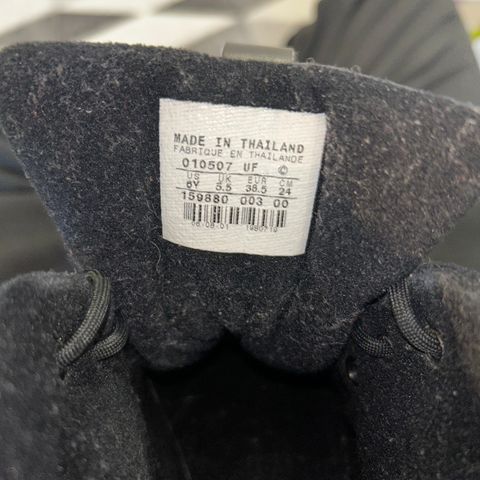 MADE IN THAILAND
FABRIQUE EN THAILANDE
010507 UF ©
US UK EUR CM
6Y 5.5 38.5 24
159880 003 00